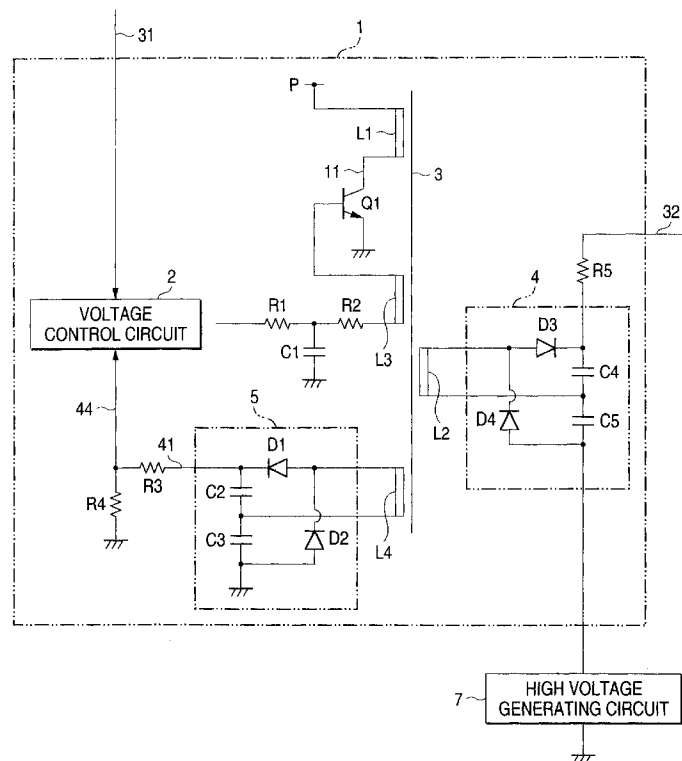 31
1
P
L1
11
3
Q1
32
R5
2
VOLTAGE
CONTROL CIRCUIT
R1
R2
C1
L3
4
D3
C4
D4
C5
L2
44
5
41
D1
R3
R4
C2
C3
D2
L4
7
HIGH VOLTAGE
GENERATING CIRCUIT